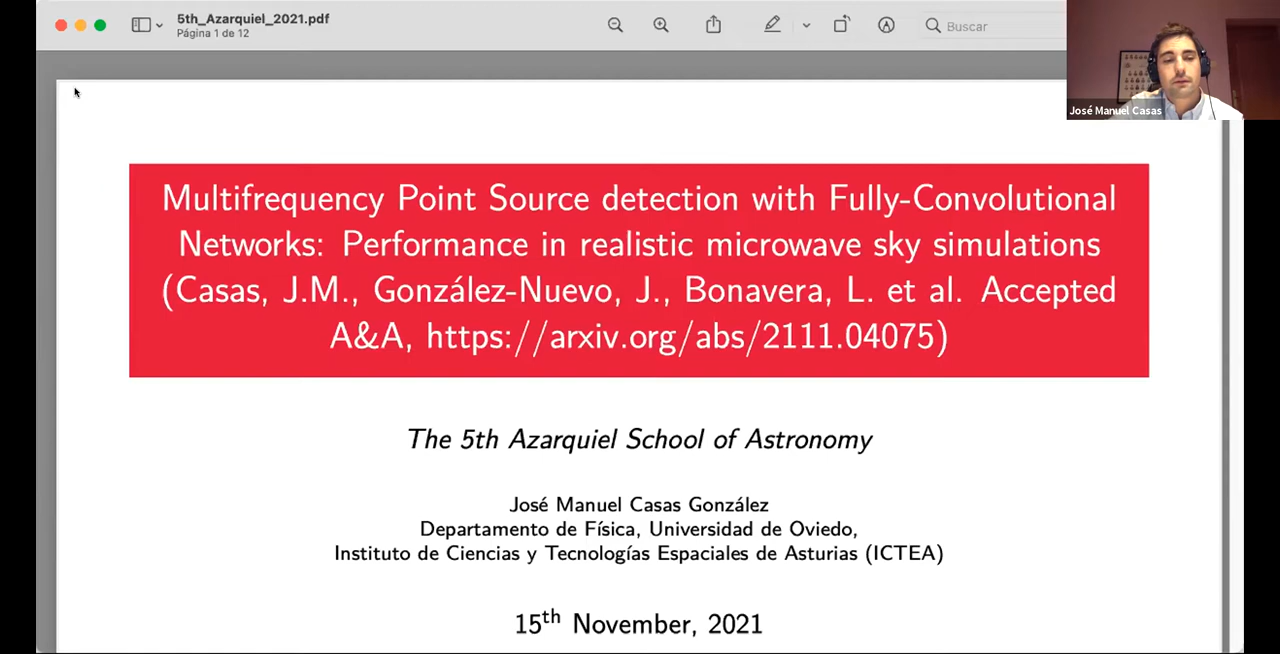 5th_Azarquiel_2021.pdf
Página 1 de 12
Buscar
José Manuel Casas
Multifrequency Point Source detection with Fully-Convolutional
Networks: Performance in realistic microwave sky simulations
(Casas, J.M., González-Nuevo, J., Bonavera, L. et al. Accepted
A&A, https://arxiv.org/abs/2111.04075)
The 5th Azarquiel School of Astronomy
José Manuel Casas González
Departamento de Física, Universidad de Oviedo,
Instituto de Ciencias y Tecnologías Espaciales de Asturias (ICTEA)
15th November, 2021